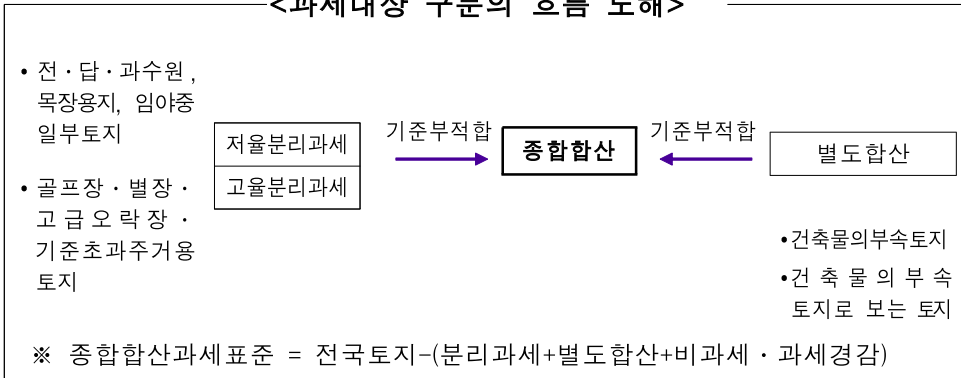 <과세대상 구분의 흐름 도해>
• 전·답·과수원,
목장용지, 임야중
일부토지
• 골프장·별장·
고급오락장·
기준초과주거용
토지
저율분리과세
고율분리과세
기준부적합
종합합산
기준부적합
별도합산
•건축물의부속토지
•건축물의부속
토지로 보는 토지
※ 종합합산과세표준 = 전국토지-(분리과세+별도합산+비과세·과세경감)